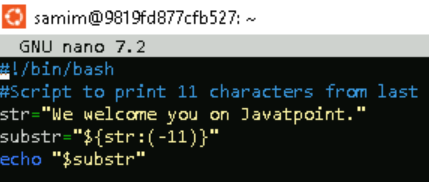 samim@9819fd877cfb527: ~
GNU nano 7.2
#!/bin/bash
#Script to print 11 characters from last
str="We welcome you on Javatpoint."
substr="${str:(-11)}"
echo "$substr"